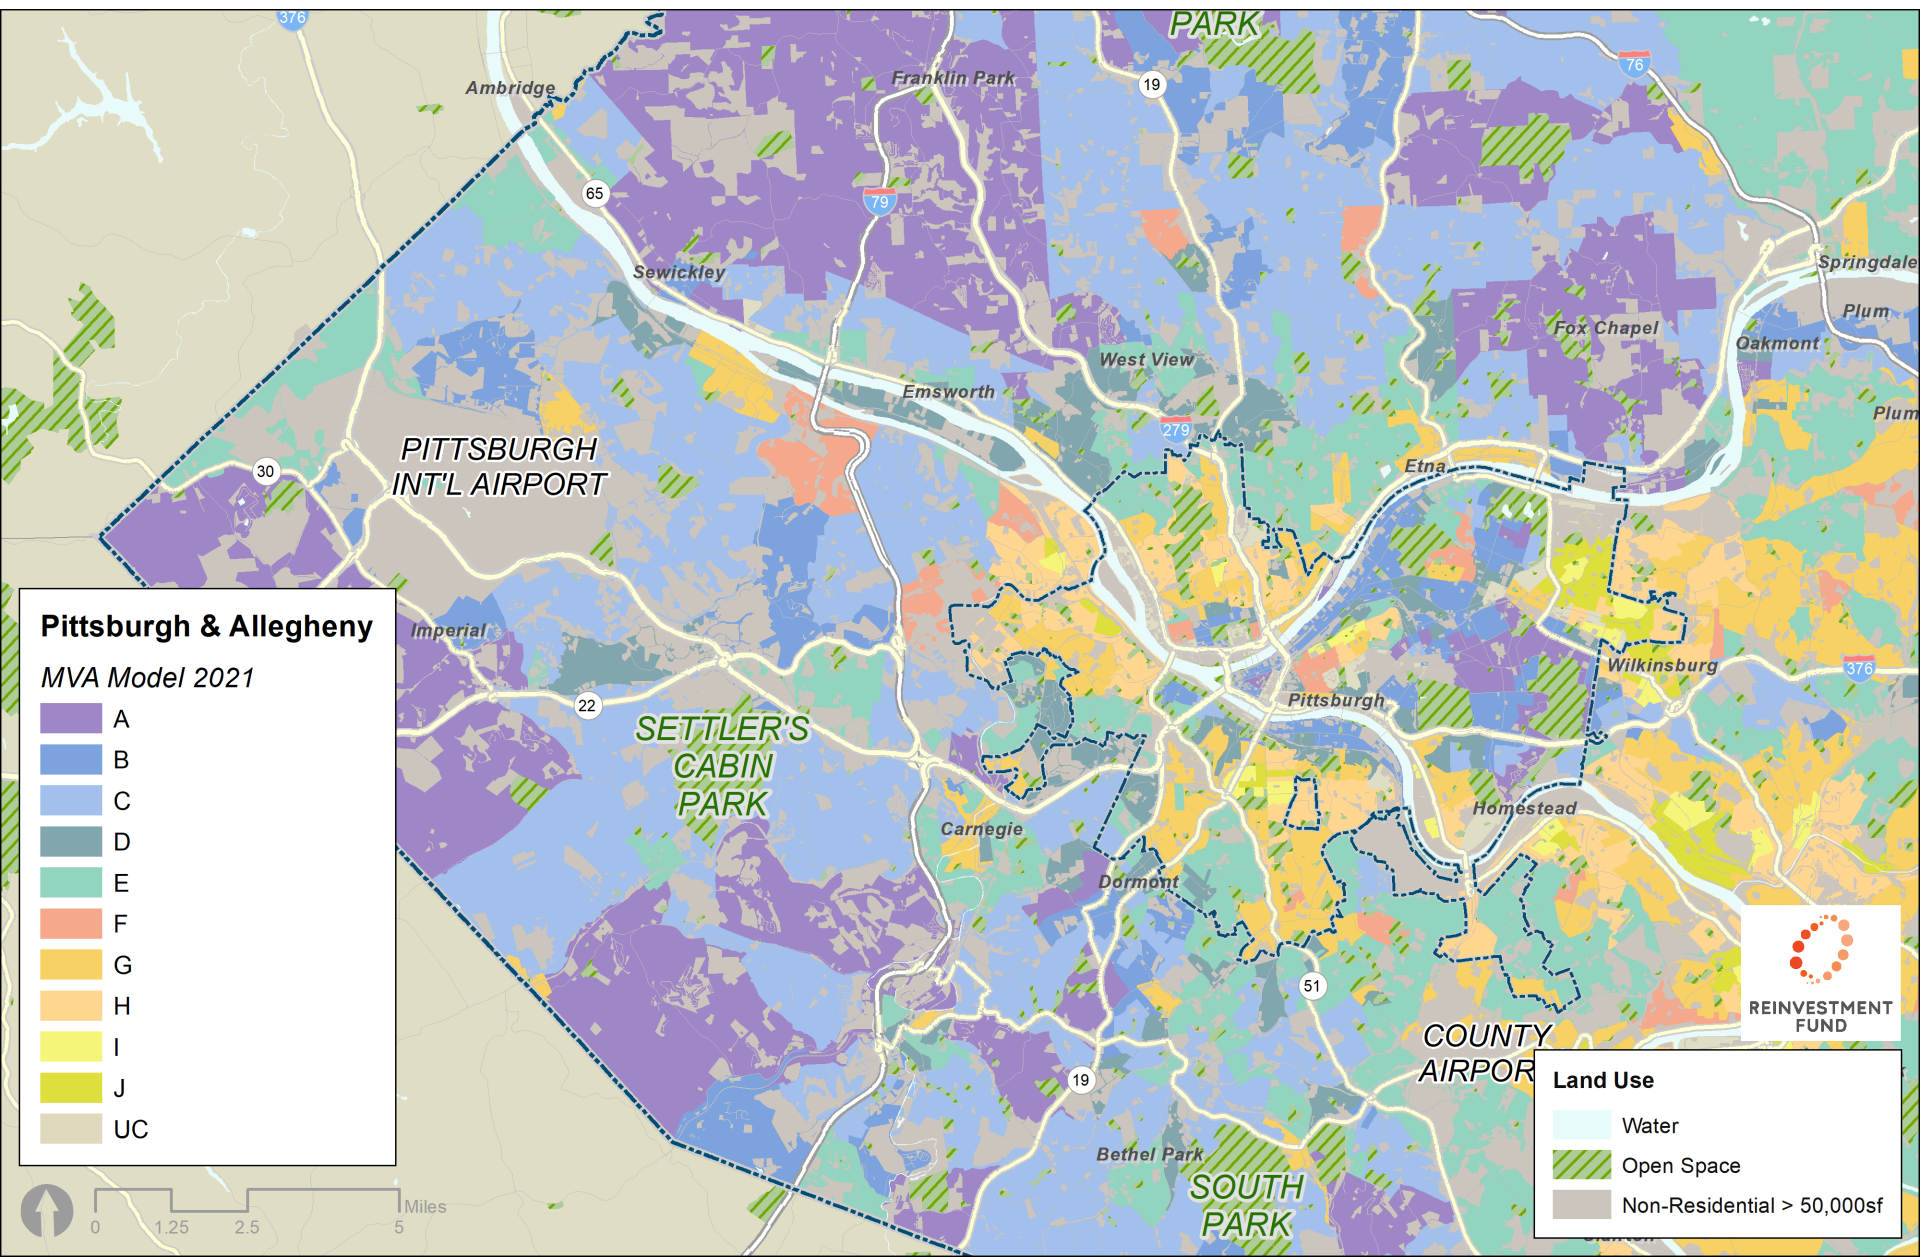 376
PARK
76
Ambridge
Franklin Park
19
65
79
Sewickley
Springdale
Plum
Fox Chapel
Oakmont
West View
Emsworth
Plum
279
PITTSBURGH
INT'L AIRPORT
30
Etna
Pittsburgh & Allegheny
MVA Model 2021
A
B
C
D
E
F
G
H
I
J
UC
Imperial
Wilkinsburg
376
22
Pittsburgh
SETTLER'S
CABIN
PARK
Homestead
Carnegie
Dormont
51
REINVESTMENT
FUND
COUNTY
AIRPOR
19
Land Use
Water
Open Space
Non-Residential > 50,000sf
Bethel Park
SOUTH
PARK
Miles
0 1.25 2.5 5